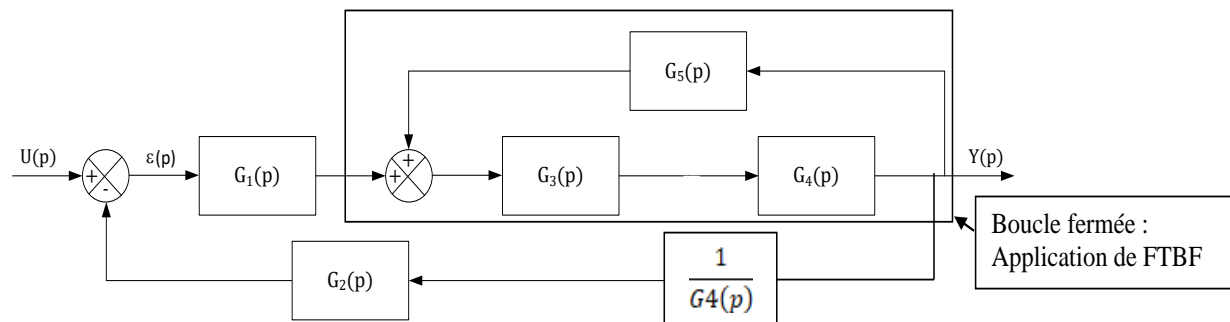 G₅(p)
U(p)
ε(p)
+
-
G₁(p)
+
+
G₃(p)
G₄(p)
Y(p)
Boucle fermée :
Application de FTBF
G₂(p)
1
G4(p)